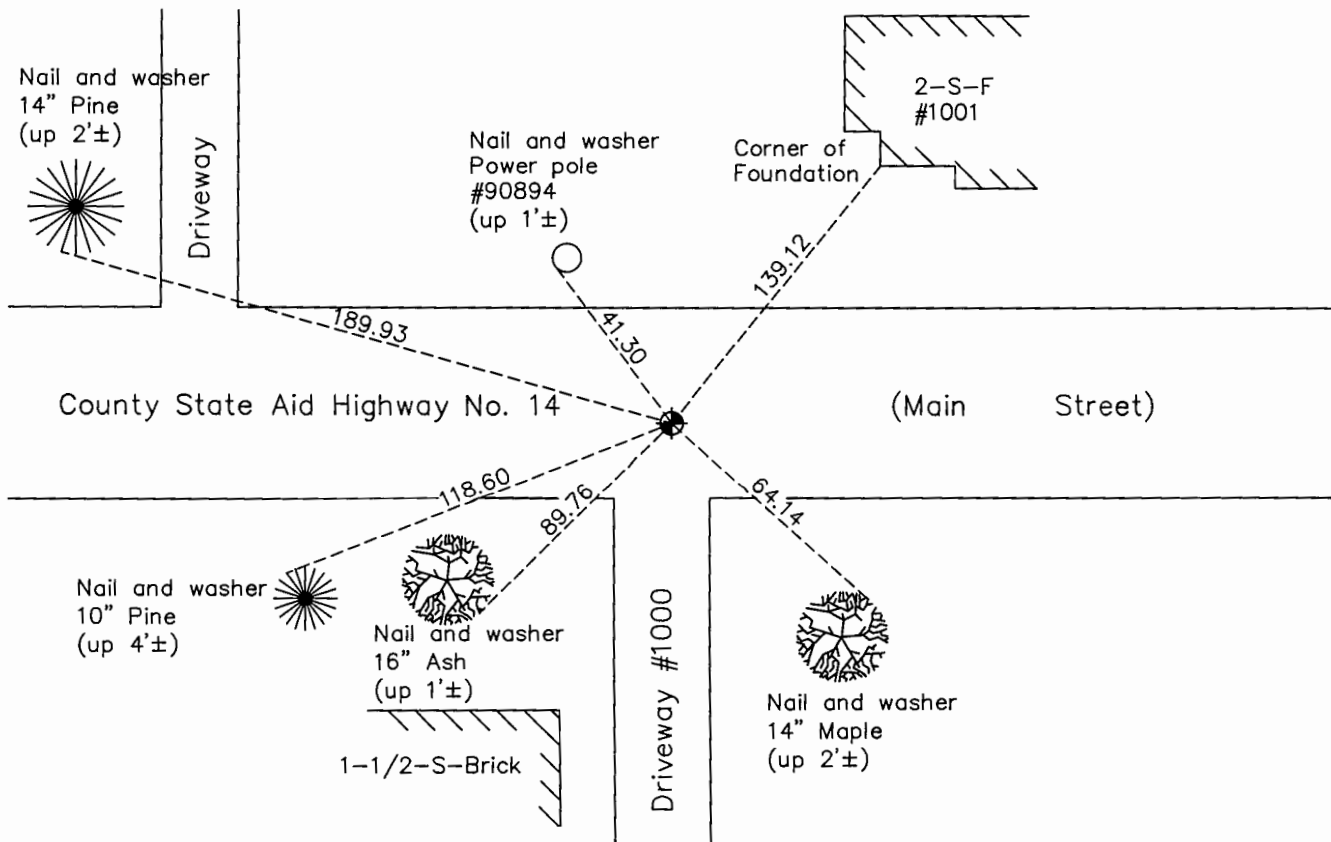 Nail and washer
14" Pine
(up 2'±)
Driveway
Nail and washer
Power pole
#90894
(up 1'±)
2-S-F
#1001
Corner of
Foundation
139.12
189.93
41.30
County State Aid Highway No. 14
(Main Street)
118.60
89.76
64.14
Nail and washer
10" Pine
(up 4'±)
Nail and washer
16" Ash
(up 1'±)
Driveway #1000
Nail and washer
14" Maple
(up 2'±)
1-1/2-S-Brick